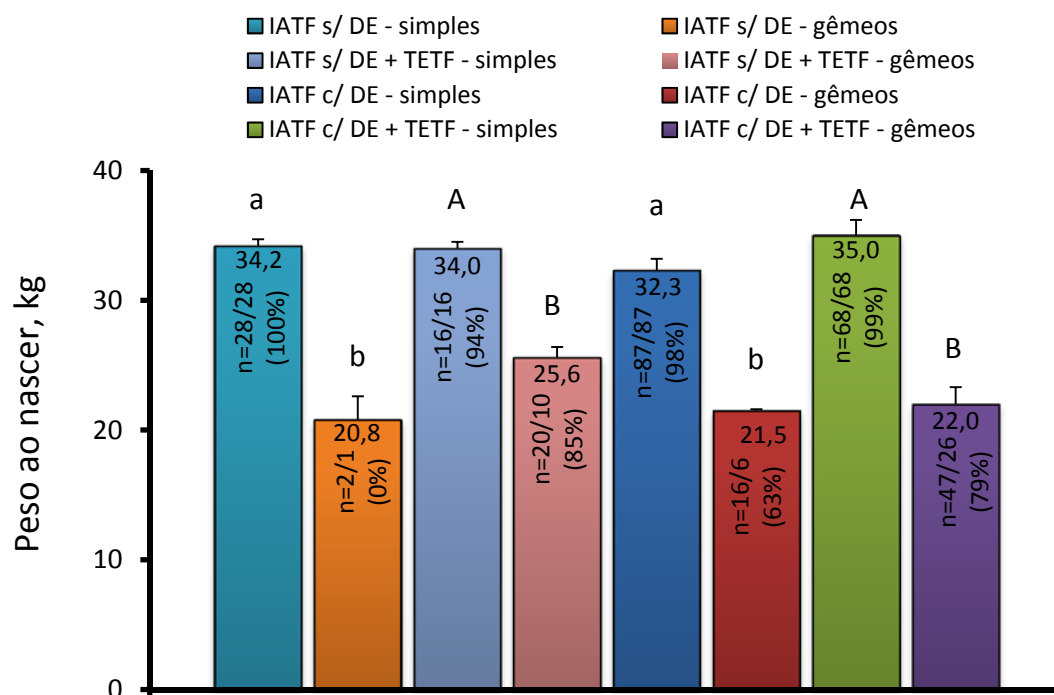 IATF s/ DE - simples
IATF s/ DE - gêmeos
IATF s/ DE + TETF - simples
IATF s/ DE + TETF - gêmeos
IATF c/ DE - simples
IATF c/ DE - gêmeos
IATF c/ DE + TETF - simples
IATF c/ DE + TETF - gêmeos
Peso ao nascer, kg
40
30
20
10
0
a
34,2
n=28/28
(100%)
b
20,8
n=2/1
(0%)
A
34,0
n=16/16
(94%)
B
25,6
n=20/10
(85%)
a
32,3
n=87/87
(98%)
b
21,5
n=16/6
(63%)
A
35,0
n=68/68
(99%)
B
22,0
n=47/26
(79%)